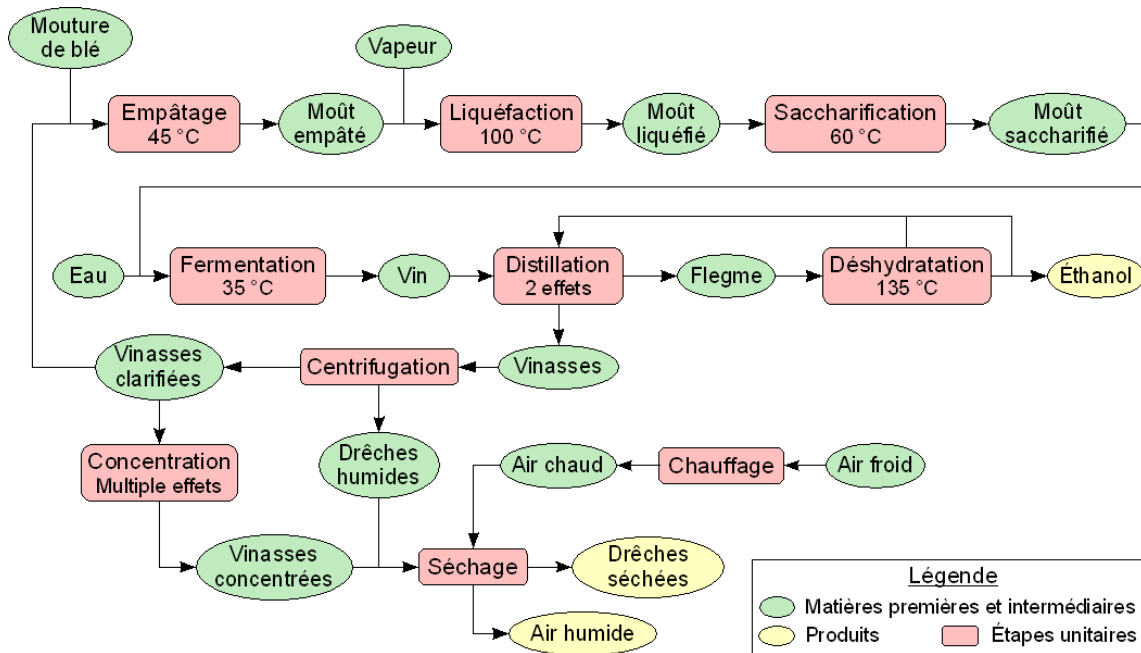 Mouture
de blé
Vapeur
Empâtage
45 °C
Moût
empâté
Liquéfaction
100 °C
Moût
liquéfié
Saccharification
60 °C
Moût
saccharifié
Eau
Fermentation
35 °C
Vin
Distillation
2 effets
Flegme
Déshydratation
135 °C
Éthanol
Vinasses
clarifiées
Centrifugation
Vinasses
Concentration
Multiple effets
Drêches
humides
Air chaud
Chauffage
Air froid
Vinasses
concentrées
Séchage
Drêches
séchées
Air humide
Légende
Matières premières et intermédiaires
Produits
Étapes unitaires